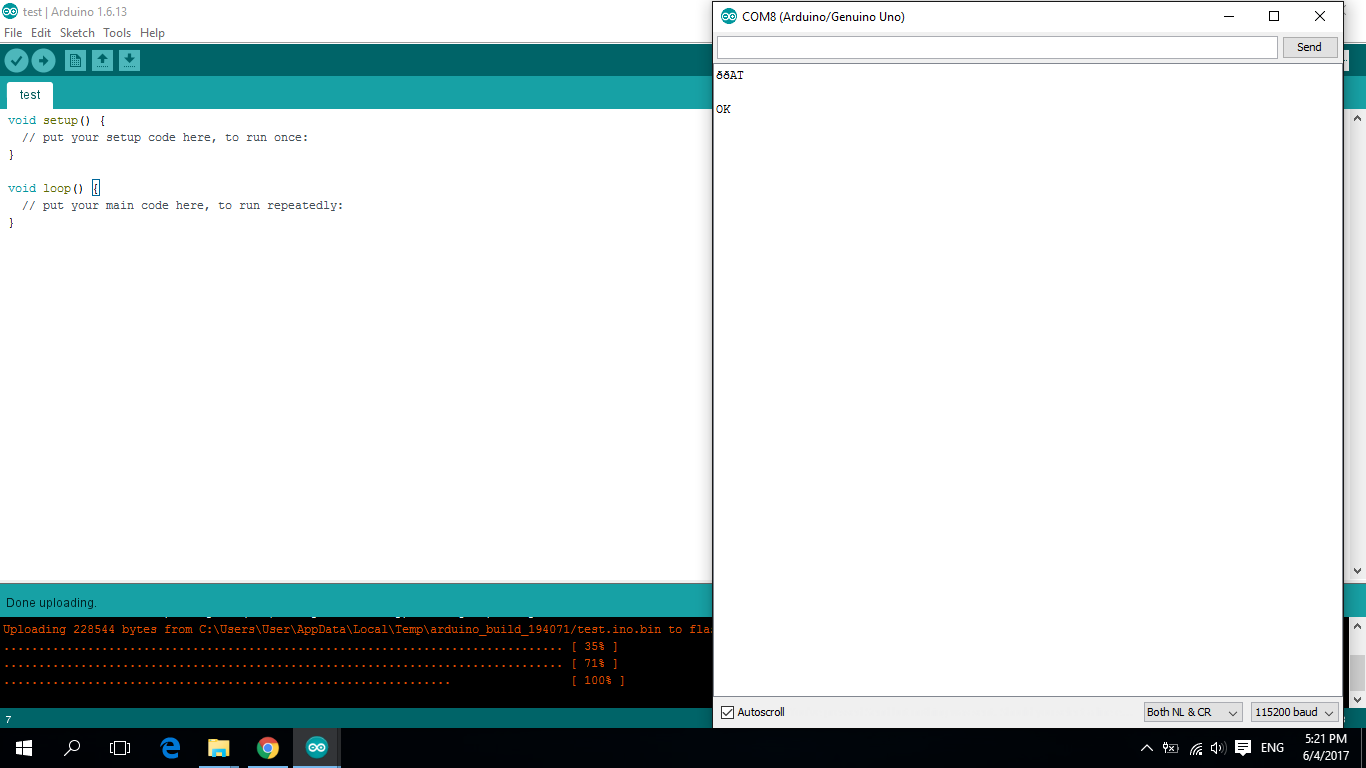 test | Arduino 1.6.13
File Edit Sketch Tools Help
test
void setup() {
// put your setup code here, to run once:
}
void loop() {
// put your main code here, to run repeatedly:
}
Done uploading.
Uploading 228544 bytes from C:\Users\User\AppData\Local\Temp\arduino_build_194071/test.ino.bin to fla
................................................................................ [ 35% ]
................................................................................ [ 71% ]
................................................................ [ 100% ]
7
COM8 (Arduino/Genuino Uno)
Send
ððAT
OK
Autoscroll
Both NL & CR
115200 baud
ENG
5:21 PM
6/4/2017